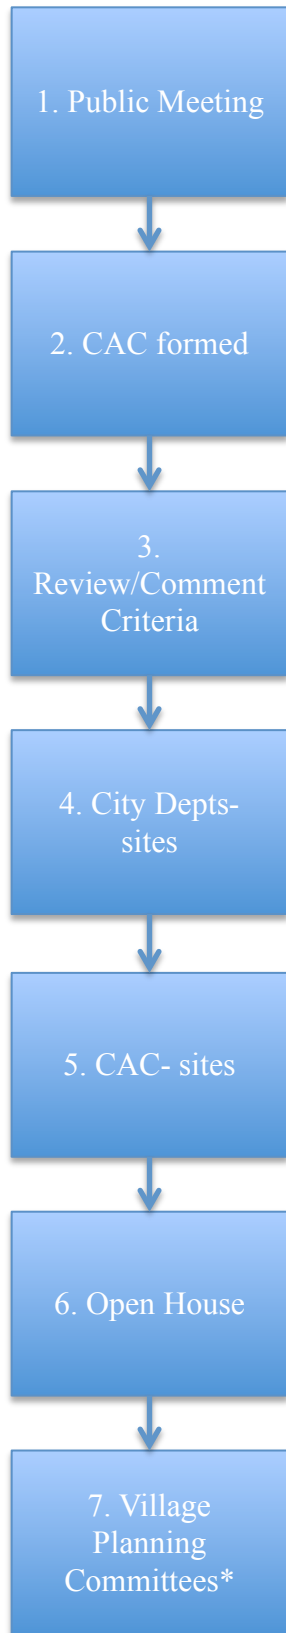 1. Public Meeting
2. CAC formed
3.
Review/Comment
Criteria
4. City Depts-
sites
5. CAC- sites
6. Open House
7. Village
Planning
Committees*